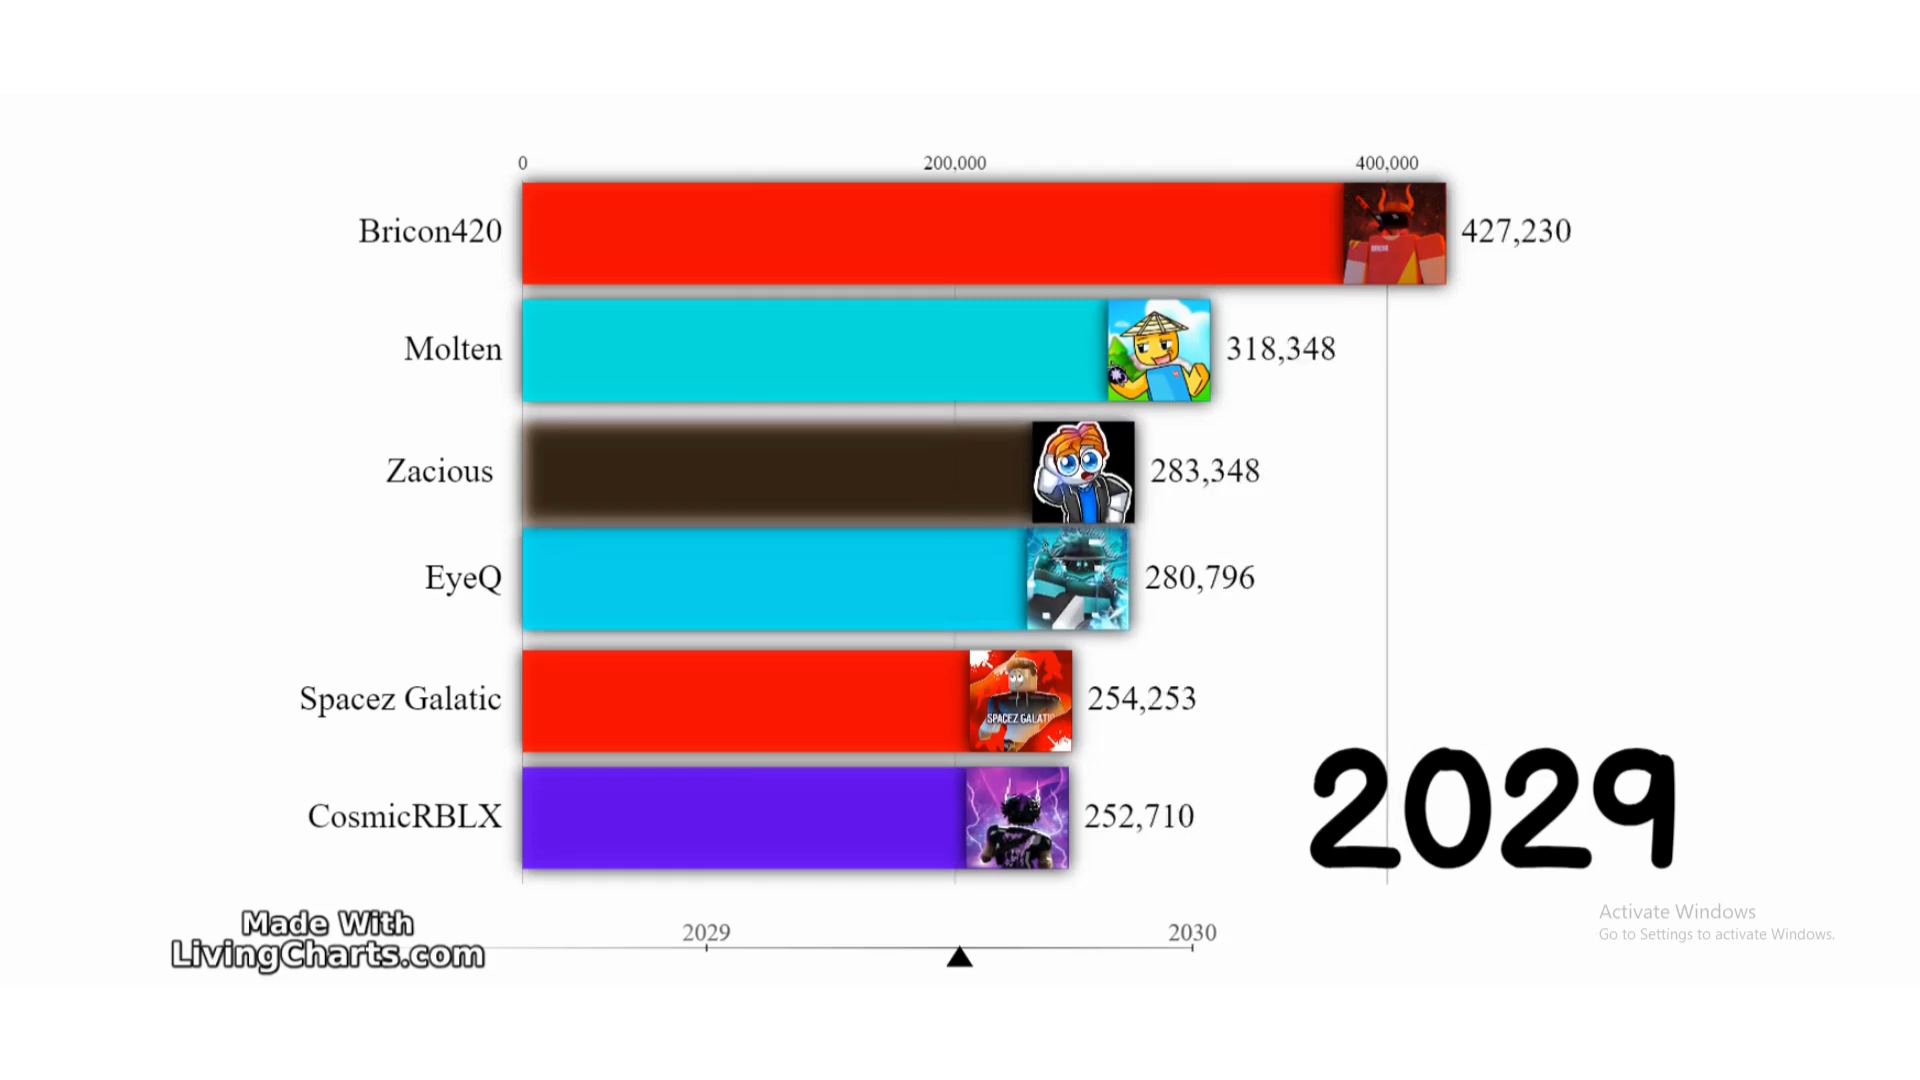 0 200,000 400,000
Bricon420 427,230
Molten 318,348
Zacious 283,348
EyeQ 280,796
Spacez Galatic 254,253
SPACEZ GALATIC
CosmicRBLX 252,710
2029
Made With
LivingCharts.com
2029 2030
Activate Windows
Go to Settings to activate Windows.